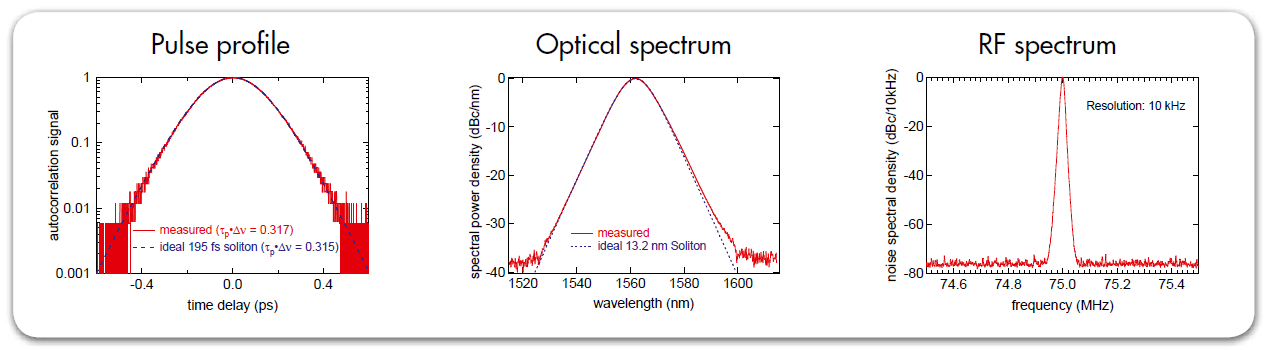 Pulse profile
autocorrelation signal
1
0.1
0.01
0.001
measured (τp•Δν = 0.317)
ideal 195 fs soliton (τp•Δν = 0.315)
-0.4
0.0
0.4
time delay (ps)
Optical spectrum
spectral power density (dBc/nm)
0
-10
-20
-30
-40
measured
ideal 13.2 nm Soliton
1520
1540
1560
1580
1600
wavelength (nm)
RF spectrum
noise spectral density (dBc/10kHz)
0
-20
-40
-60
-80
Resolution: 10 kHz
74.6
74.8
75.0
75.2
75.4
frequency (MHz)